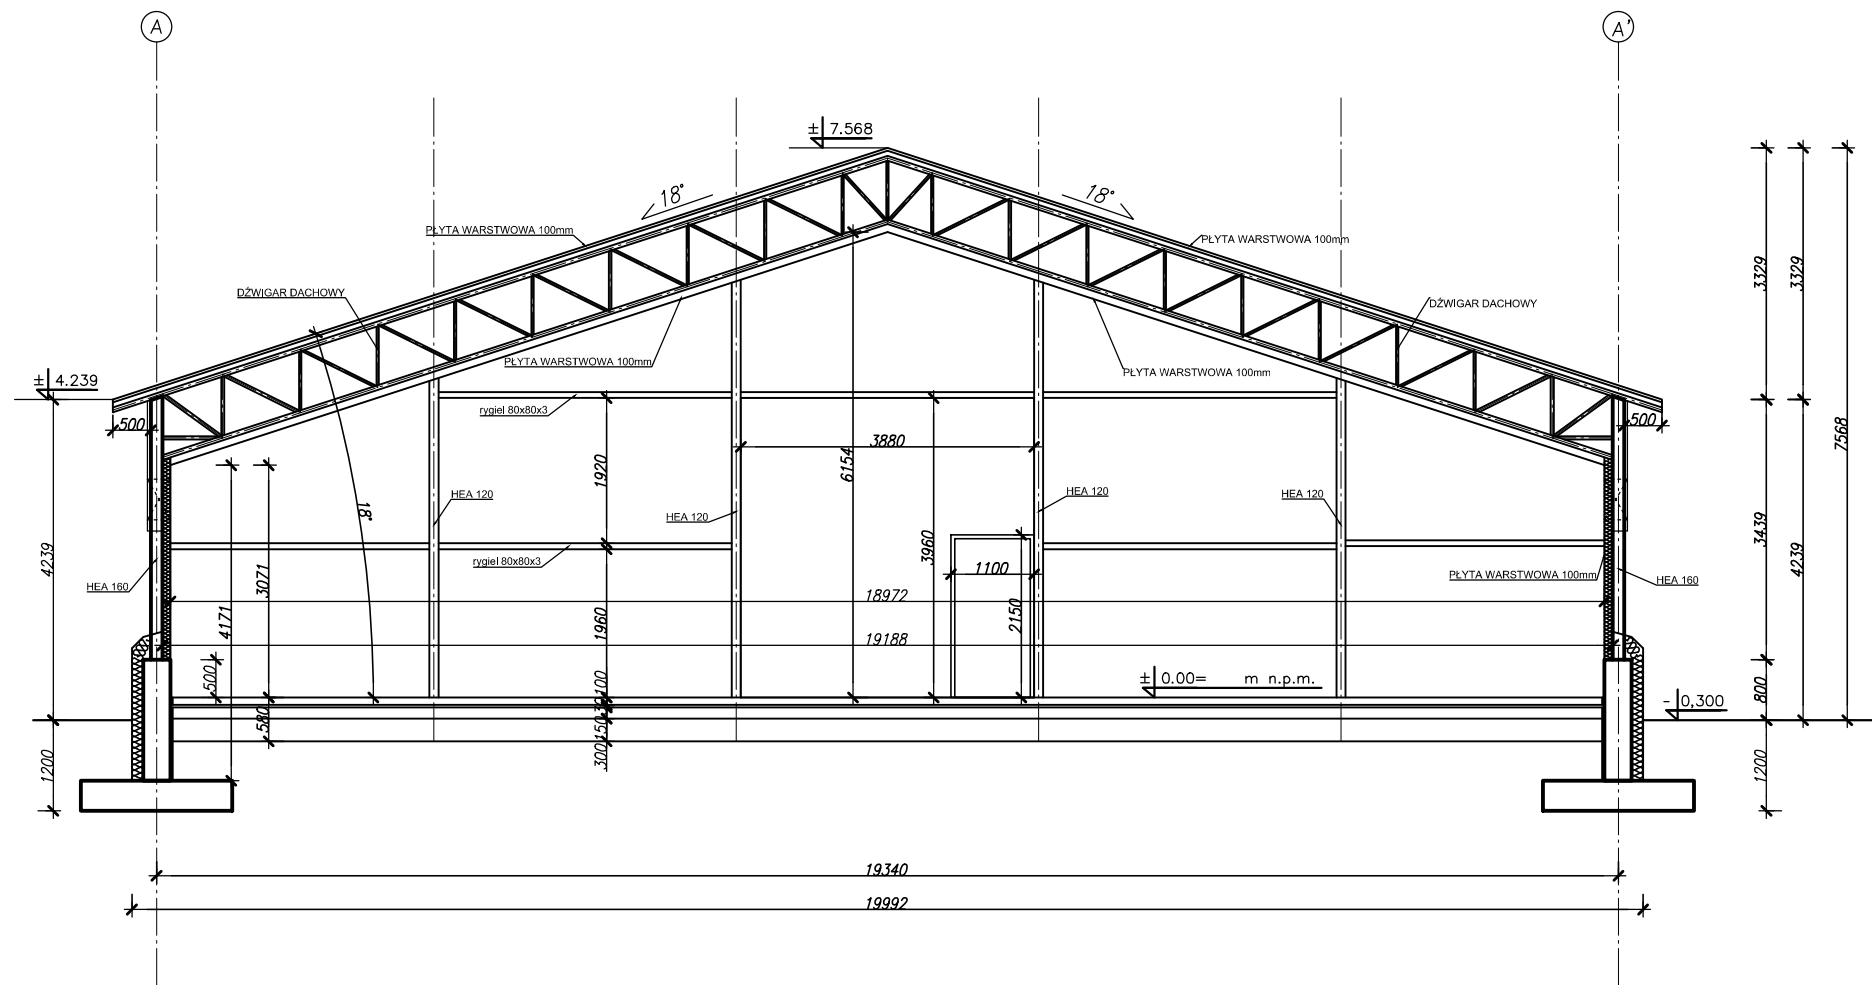 A
A'
± 7.568
18°
18°
PŁYTA WARSTWOWA 100mm
PŁYTA WARSTWOWA 100mm
3329
3329
DŹWIGAR DACHOWY
DŹWIGAR DACHOWY
PŁYTA WARSTWOWA 100mm
PŁYTA WARSTWOWA 100mm
± 4.239
rygiel 80x80x3
500
500
3880
7568
1920
6154
HEA 120
HEA 120
HEA 120
HEA 120
18°
3960
3439
4239
4239
rygiel 80x80x3
1100
PŁYTA WARSTWOWA 100mm
HEA 160
HEA 160
3071
18972
4171
1960
2150
19188
500
± 0.00= m n.p.m.
100
800
- 0,300
30
580
150
300
1200
1200
19340
19992